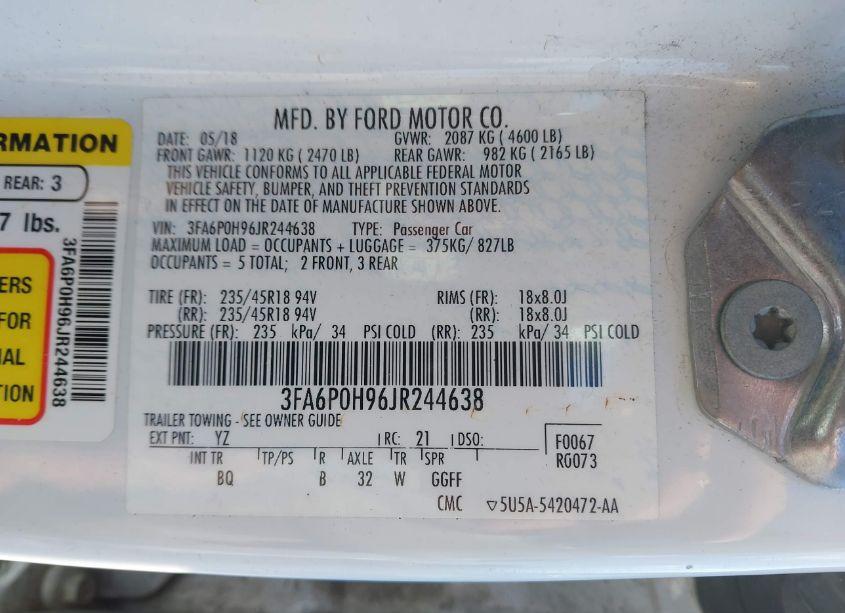 RMATION
REAR: 3
7 lbs.
ERS
FOR
AL
TION
3FA6P0H96JR244638
MFD. BY FORD MOTOR CO.
DATE: 05/18 GVWR: 2087 KG ( 4600 LB)
FRONT GAWR: 1120 KG ( 2470 LB) REAR GAWR: 982 KG ( 2165 LB)
THIS VEHICLE CONFORMS TO ALL APPLICABLE FEDERAL MOTOR
VEHICLE SAFETY, BUMPER, AND THEFT PREVENTION STANDARDS
IN EFFECT ON THE DATE OF MANUFACTURE SHOWN ABOVE.
VIN: 3FA6P0H96JR244638 TYPE: Passenger Car
MAXIMUM LOAD = OCCUPANTS + LUGGAGE = 375KG/ 827LB
OCCUPANTS = 5 TOTAL; 2 FRONT, 3 REAR
TIRE (FR): 235/45R18 94V RIMS (FR): 18x8.0J
(RR): 235/45R18 94V (RR): 18x8.0J
PRESSURE (FR): 235 kPa/ 34 PSI COLD (RR): 235 kPa/ 34 PSI COLD
3FA6P0H96JR244638
TRAILER TOWING - SEE OWNER GUIDE
EXT PNT: YZ RC: 21 DSO: F0067
INT TR TP/PS R AXLE TR SPR RG073
BQ B 32 W GGFF
CMC ▽5U5A-5420472-AA